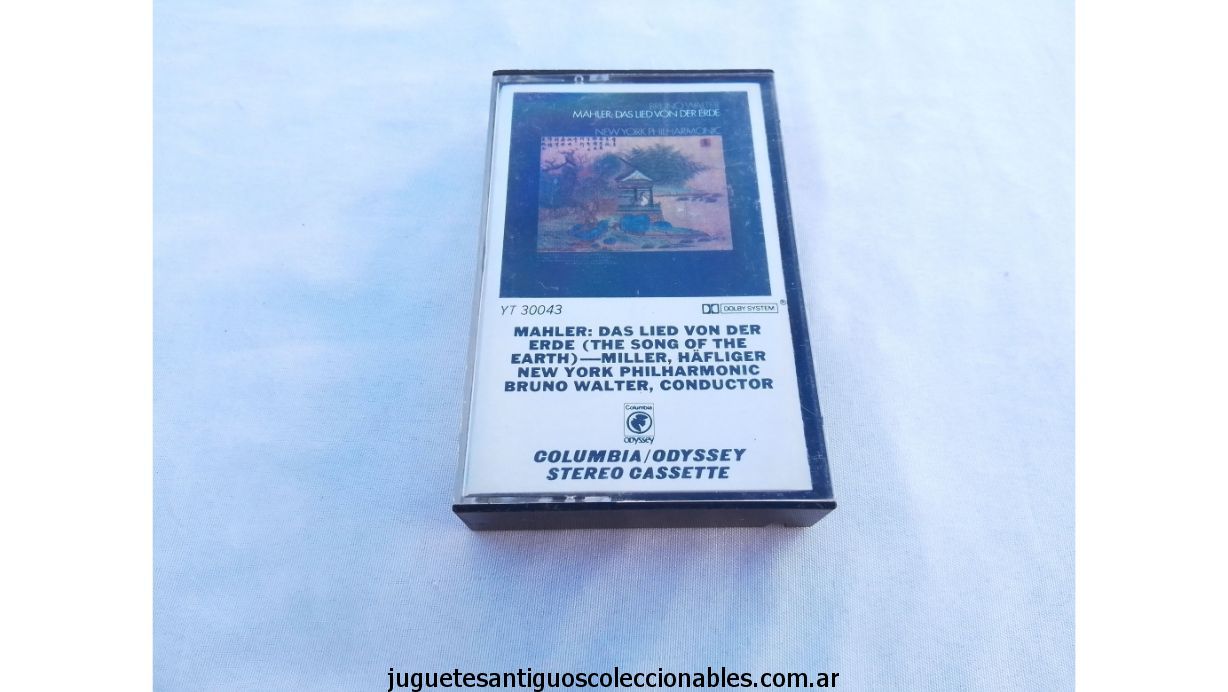 BRUNO WALTER
MAHLER: DAS LIED VON DER ERDE
NEW YORK PHILHARMONIC
YT 30043
DOLBY SYSTEM ®
MAHLER: DAS LIED VON DER
ERDE (THE SONG OF THE
EARTH)—MILLER, HÄFLIGER
NEW YORK PHILHARMONIC
BRUNO WALTER, CONDUCTOR
Columbia
ODYSSEY
COLUMBIA/ODYSSEY
STEREO CASSETTE
juguetesantiguoscoleccionables.com.ar